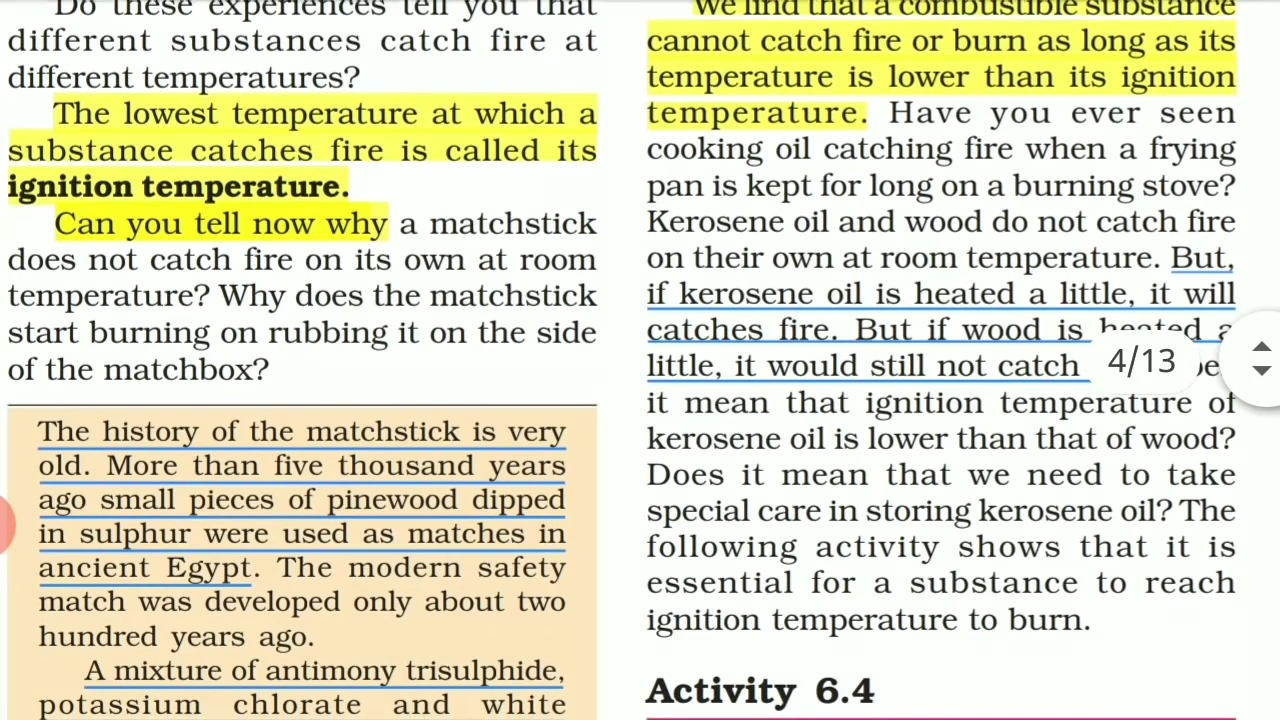 Do these experiences tell you that
different substances catch fire at
different temperatures?
The lowest temperature at which a
substance catches fire is called its
ignition temperature.
Can you tell now why a matchstick
does not catch fire on its own at room
temperature? Why does the matchstick
start burning on rubbing it on the side
of the matchbox?
The history of the matchstick is very
old. More than five thousand years
ago small pieces of pinewood dipped
in sulphur were used as matches in
ancient Egypt. The modern safety
match was developed only about two
hundred years ago.
A mixture of antimony trisulphide,
potassium chlorate and white
We find that a combustible substance
cannot catch fire or burn as long as its
temperature is lower than its ignition
temperature. Have you ever seen
cooking oil catching fire when a frying
pan is kept for long on a burning stove?
Kerosene oil and wood do not catch fire
on their own at room temperature. But,
if kerosene oil is heated a little, it will
catches fire. But if wood is heated a
little, it would still not catch
4/13
it mean that ignition temperature of
kerosene oil is lower than that of wood?
Does it mean that we need to take
special care in storing kerosene oil? The
following activity shows that it is
essential for a substance to reach
ignition temperature to burn.
Activity 6.4